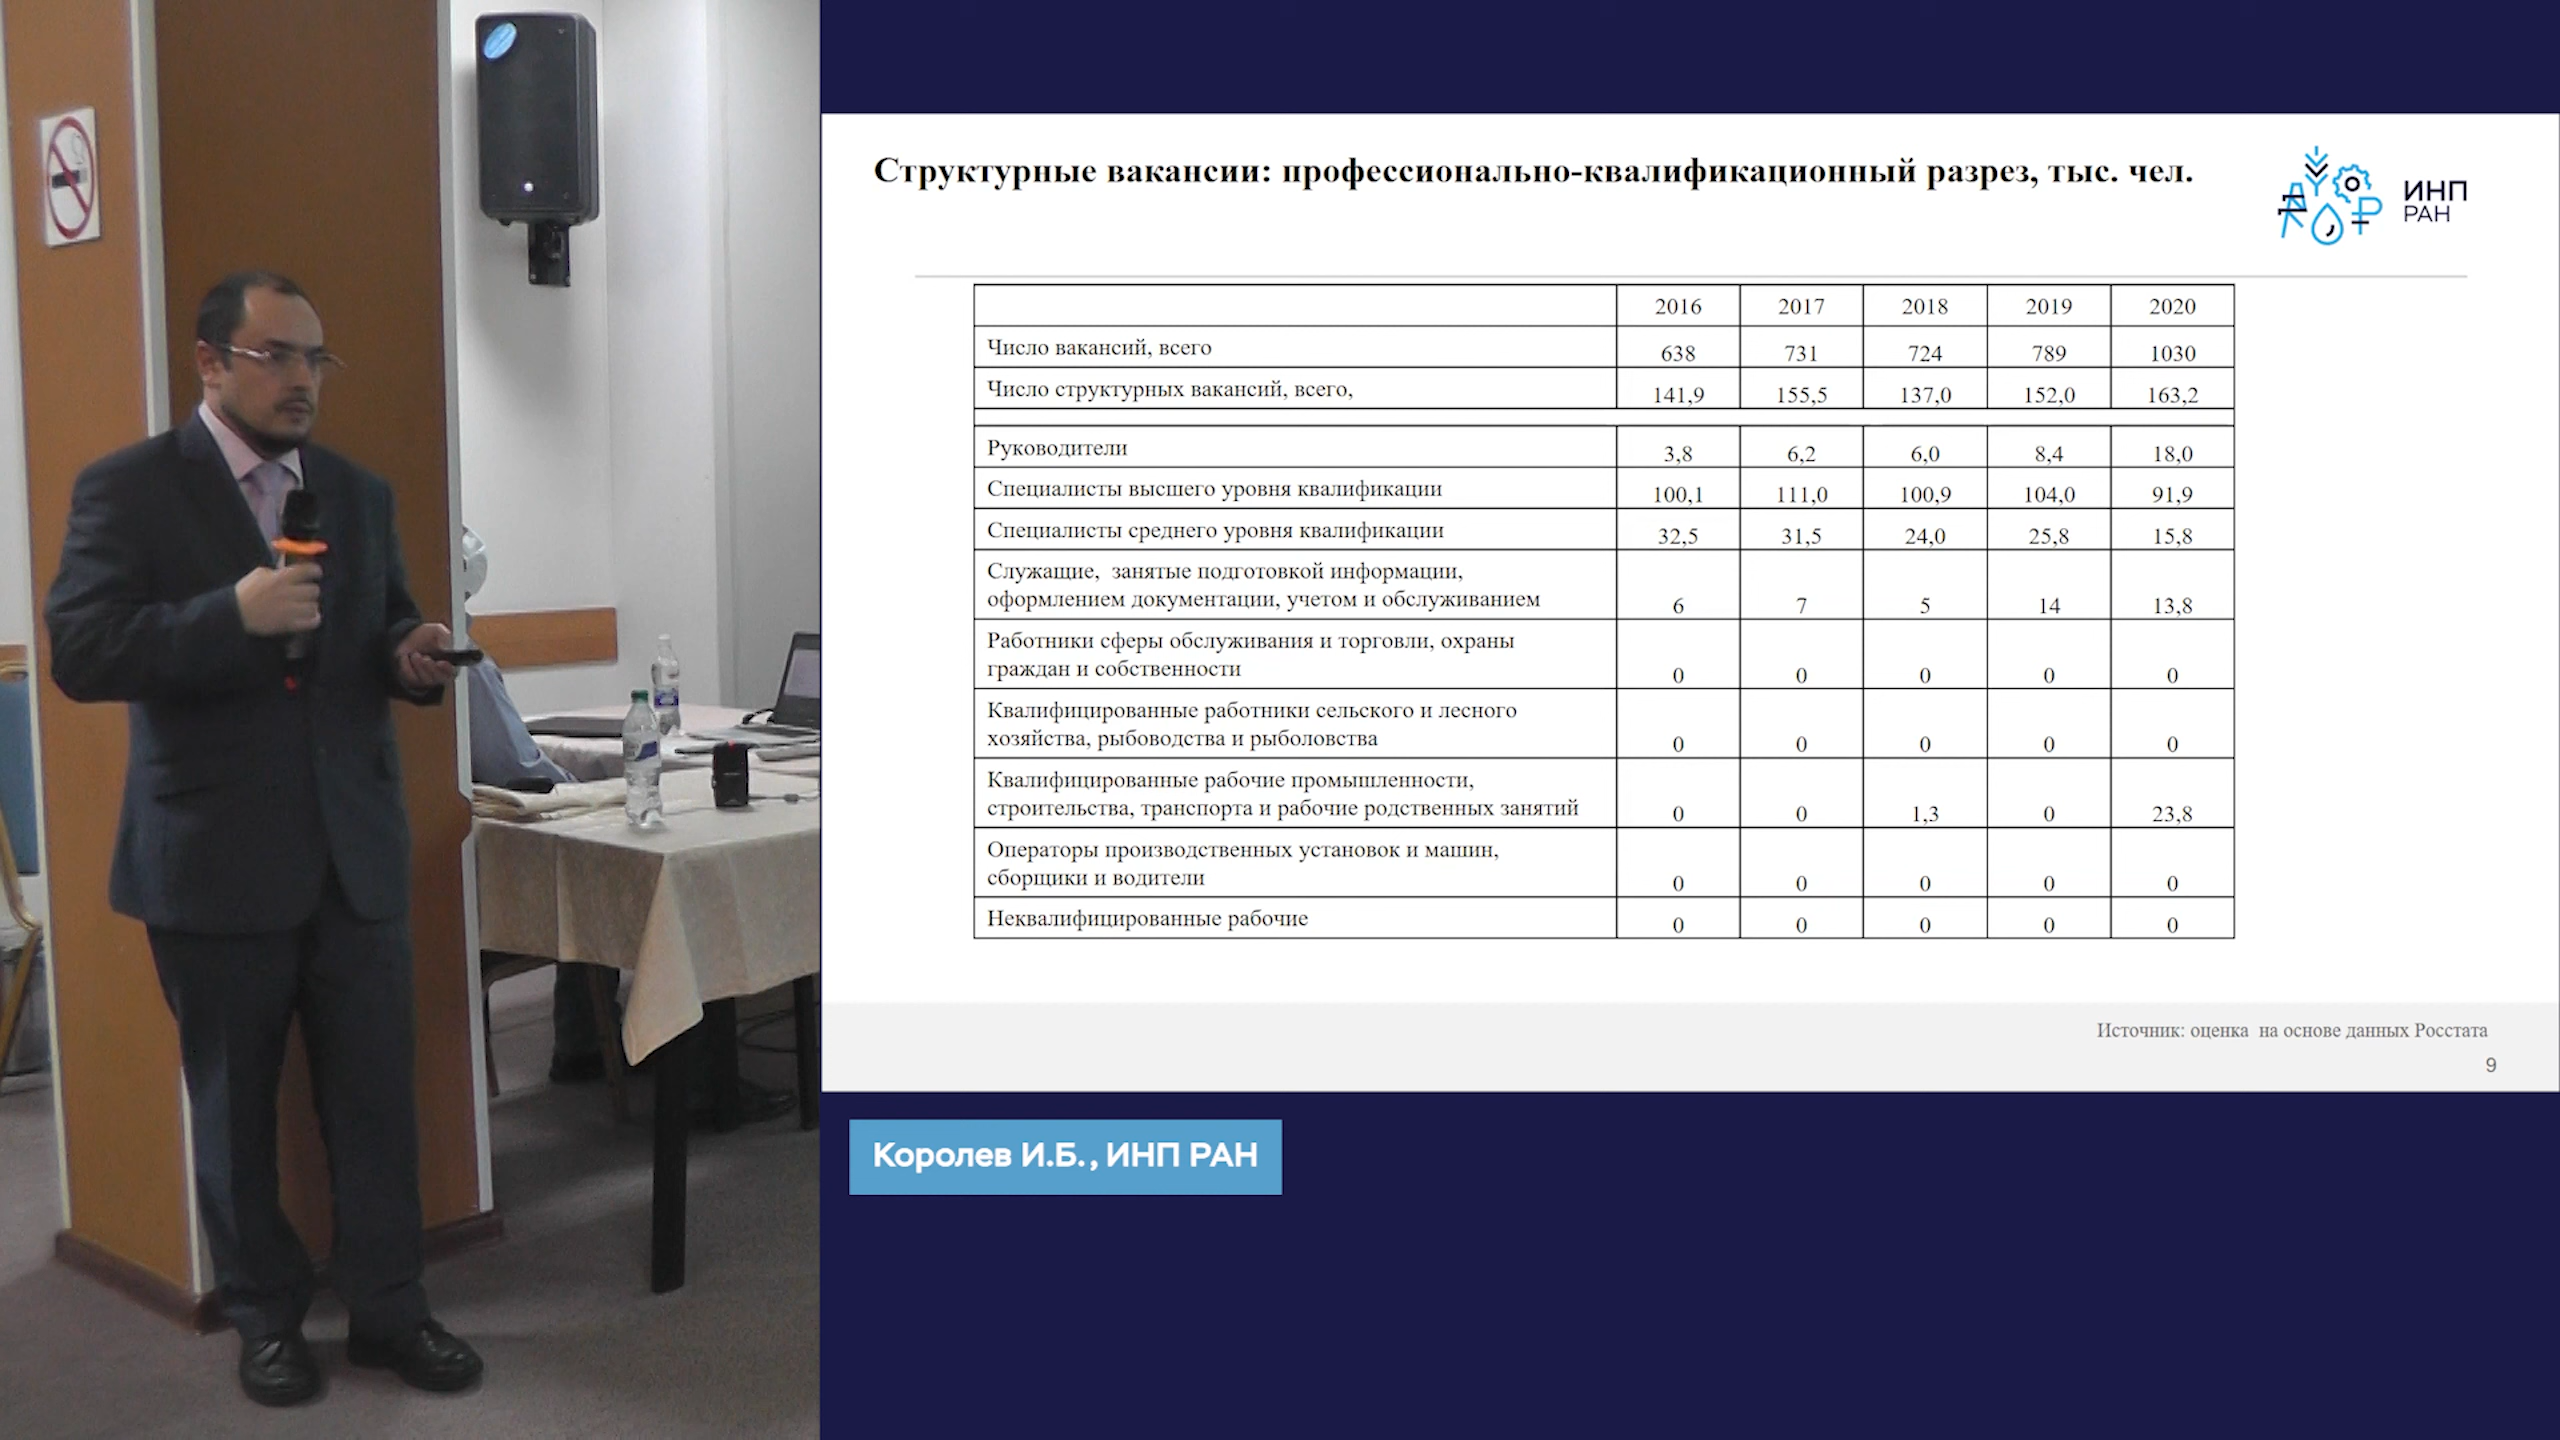 Структурные вакансии: профессионально-квалификационный разрез, тыс. чел.
ИНП
РАН
2016 2017 2018 2019 2020
Число вакансий, всего 638 731 724 789 1030
Число структурных вакансий, всего, 141,9 155,5 137,0 152,0 163,2
Руководители 3,8 6,2 6,0 8,4 18,0
Специалисты высшего уровня квалификации 100,1 111,0 100,9 104,0 91,9
Специалисты среднего уровня квалификации 32,5 31,5 24,0 25,8 15,8
Служащие, занятые подготовкой информации,
оформлением документации, учетом и обслуживанием 6 7 5 14 13,8
Работники сферы обслуживания и торговли, охраны
граждан и собственности 0 0 0 0 0
Квалифицированные работники сельского и лесного
хозяйства, рыбоводства и рыболовства 0 0 0 0 0
Квалифицированные рабочие промышленности,
строительства, транспорта и рабочие родственных занятий 0 0 1,3 0 23,8
Операторы производственных установок и машин,
сборщики и водители 0 0 0 0 0
Неквалифицированные рабочие 0 0 0 0 0
Источник: оценка на основе данных Росстата
9
Королев И.Б., ИНП РАН